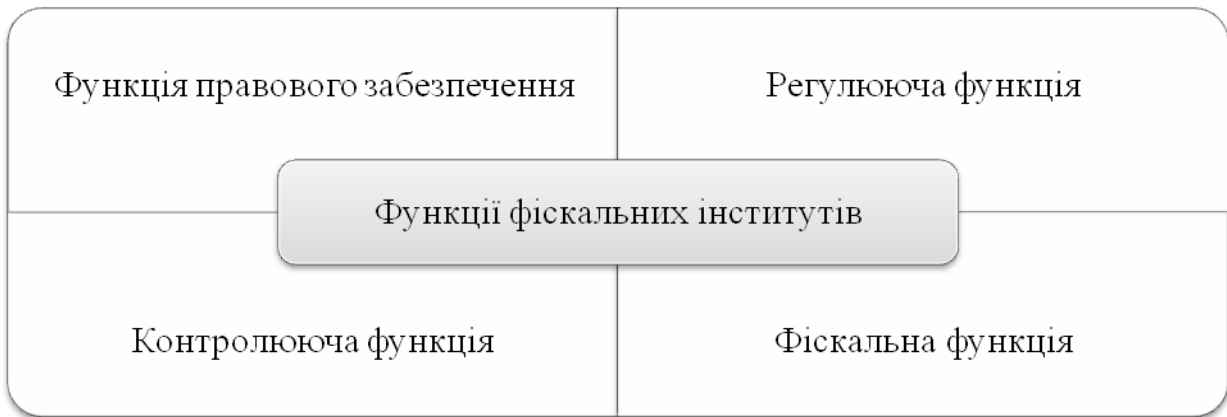 Функція правового забезпечення
Регулююча функція
Функції фіскальних інститутів
Контролююча функція
Фіскальна функція